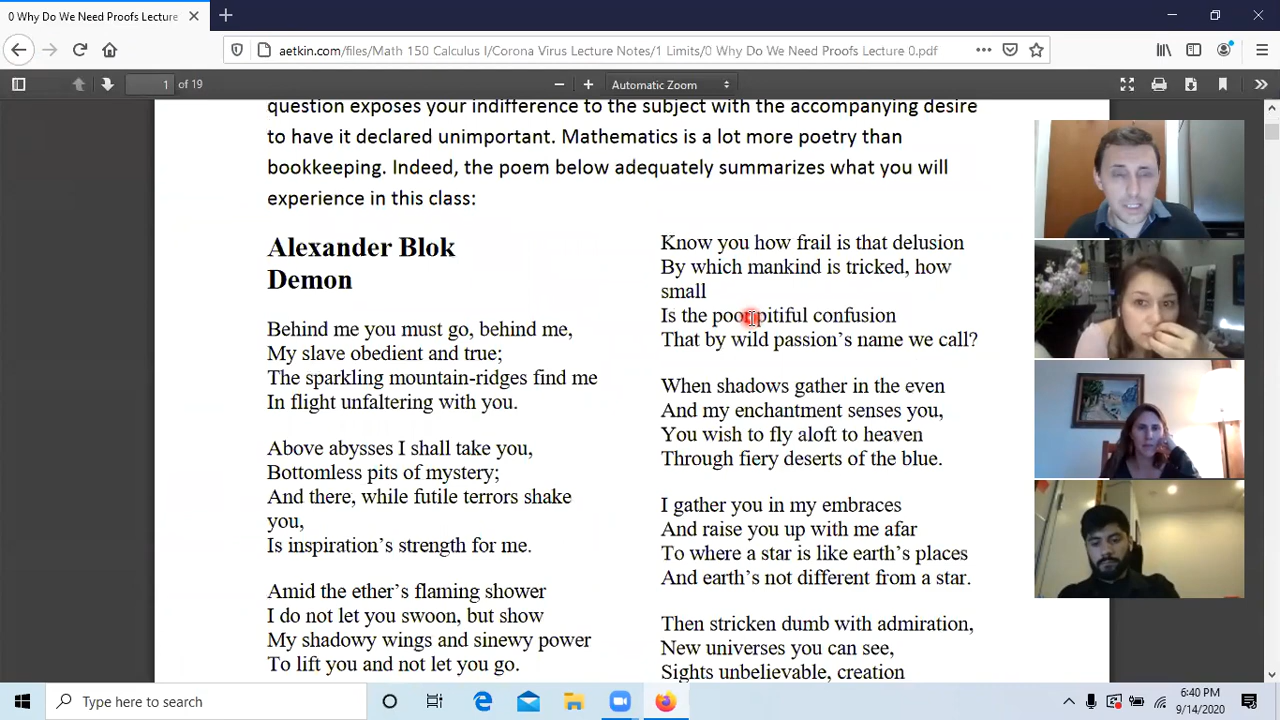 0 Why Do We Need Proofs Lecture
aetkin.com/files/Math 150 Calculus I/Corona Virus Lecture Notes/1 Limits/0 Why Do We Need Proofs Lecture 0.pdf
1 of 19
Automatic Zoom
question exposes your indifference to the subject with the accompanying desire
to have it declared unimportant. Mathematics is a lot more poetry than
bookkeeping. Indeed, the poem below adequately summarizes what you will
experience in this class:
Alexander Blok
Demon
Behind me you must go, behind me,
My slave obedient and true;
The sparkling mountain-ridges find me
In flight unfaltering with you.
Above abysses I shall take you,
Bottomless pits of mystery;
And there, while futile terrors shake
you,
Is inspiration’s strength for me.
Amid the ether’s flaming shower
I do not let you swoon, but show
My shadowy wings and sinewy power
To lift you and not let you go.
Know you how frail is that delusion
By which mankind is tricked, how
small
Is the poor pitiful confusion
That by wild passion’s name we call?
When shadows gather in the even
And my enchantment senses you,
You wish to fly aloft to heaven
Through fiery deserts of the blue.
I gather you in my embraces
And raise you up with me afar
To where a star is like earth’s places
And earth’s not different from a star.
Then stricken dumb with admiration,
New universes you can see,
Sights unbelievable, creation
Type here to search
6:40 PM
9/14/2020